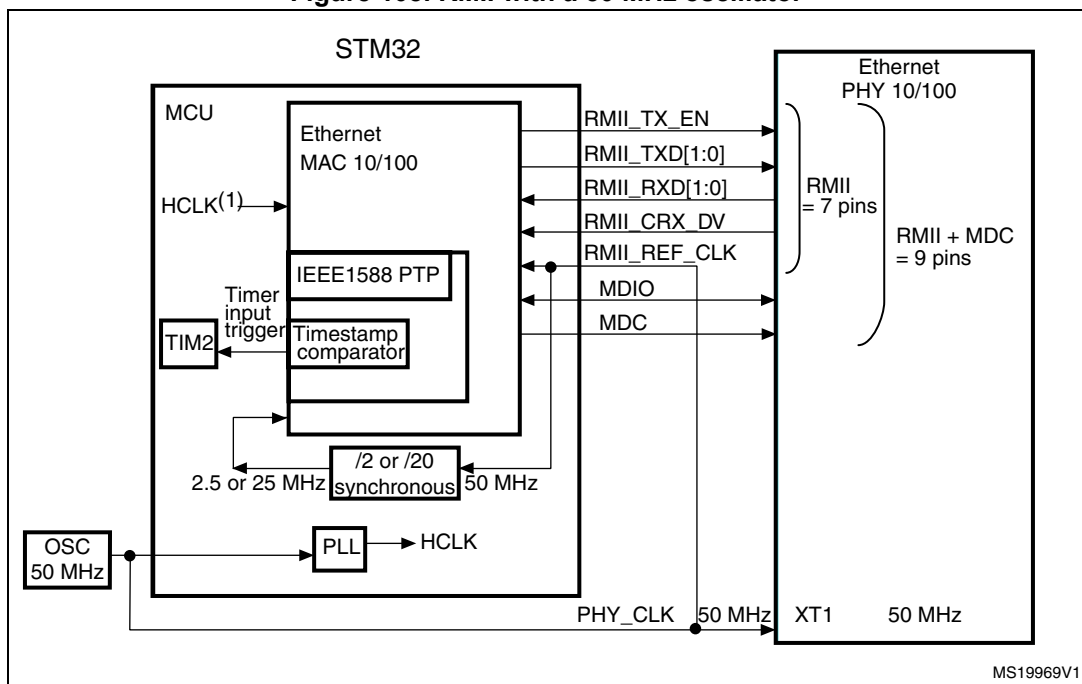 STM32
MCU
Ethernet
MAC 10/100
HCLK(1)
IEEE1588 PTP
Timer
input
trigger
TIM2
Timestamp
comparator
/2 or /20
synchronous
2.5 or 25 MHz
50 MHz
OSC
50 MHz
PLL
HCLK
RMII_TX_EN
RMII_TXD[1:0]
RMII_RXD[1:0]
RMII_CRX_DV
RMII_REF_CLK
MDIO
MDC
PHY_CLK
50 MHz
Ethernet
PHY 10/100
RMII
= 7 pins
RMII + MDC
= 9 pins
XT1
50 MHz
MS19969V1